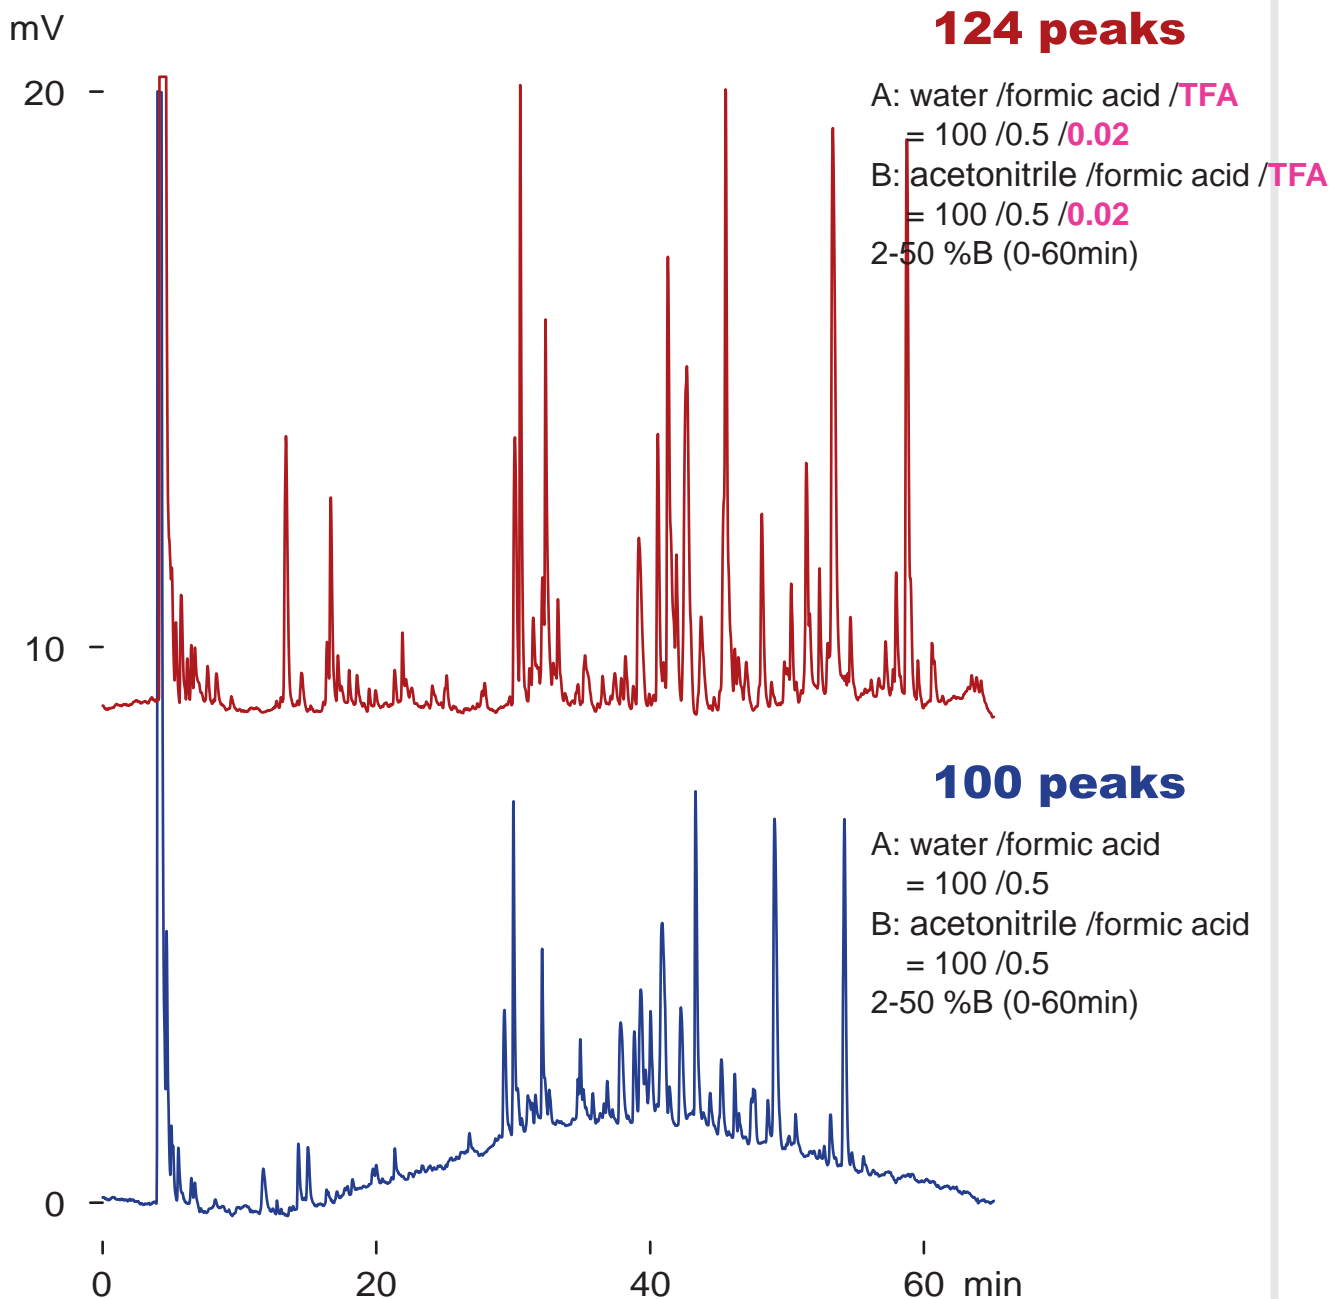 mV
124 peaks
20
A: water /formic acid /TFA
= 100 /0.5 /0.02
B: acetonitrile /formic acid /TFA
= 100 /0.5 /0.02
2-50 %B (0-60min)
10
100 peaks
A: water /formic acid
= 100 /0.5
B: acetonitrile /formic acid
= 100 /0.5
2-50 %B (0-60min)
0
0 20 40 60 min